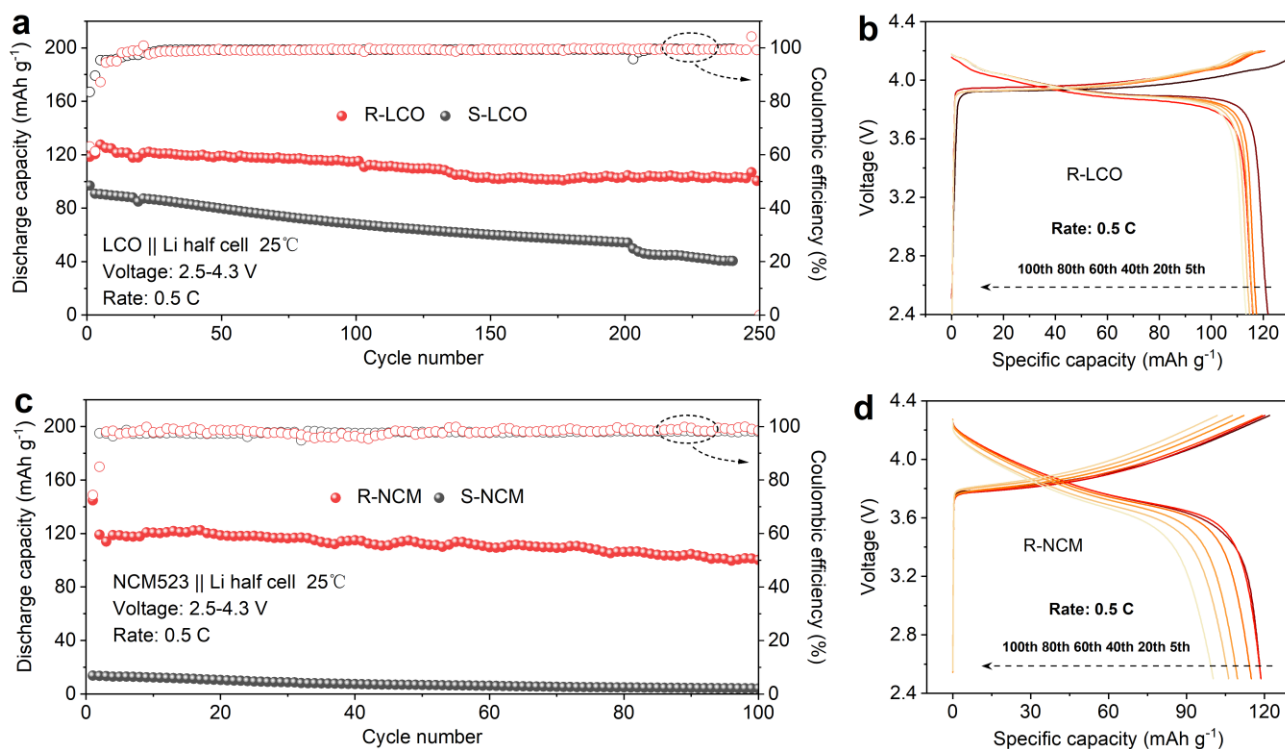 a
200
160
120
80
40
0
Discharge capacity (mAh g⁻¹)
R-LCO
S-LCO
LCO || Li half cell 25℃
Voltage: 2.5-4.3 V
Rate: 0.5 C
0
50
100
150
200
250
Cycle number
100
80
60
40
20
0
Coulombic efficiency (%)
b
4.4
4.0
3.6
3.2
2.8
2.4
Voltage (V)
R-LCO
Rate: 0.5 C
100th 80th 60th 40th 20th 5th
0
30
60
90
120
Specific capacity (mAh g⁻¹)
c
200
160
120
80
40
0
Discharge capacity (mAh g⁻¹)
R-NCM
S-NCM
NCM523 || Li half cell 25℃
Voltage: 2.5-4.3 V
Rate: 0.5 C
0
20
40
60
80
100
Cycle number
100
80
60
40
20
0
Coulombic efficiency (%)
d
4.4
4.0
3.6
3.2
2.8
2.4
Voltage (V)
R-NCM
Rate: 0.5 C
100th 80th 60th 40th 20th 5th
0
30
60
90
120
Specific capacity (mAh g⁻¹)